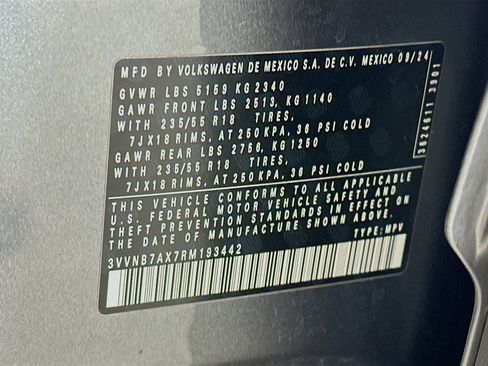 MFD BY VOLKSWAGEN DE MEXICO S.A. DE C.V. MEXICO 09/24
GVWR LBS 5159 KG 2340
GAWR FRONT LBS 2513, KG 1140
WITH 235/55 R18 TIRES,
7JX18 RIMS, AT 250 KPA, 36 PSI COLD
GAWR REAR LBS 2756, KG 1250
WITH 235/55 R18 TIRES,
7JX18 RIMS, AT 250 KPA, 36 PSI COLD
THIS VEHICLE CONFORMS TO ALL APPLICABLE
U.S. FEDERAL MOTOR VEHICLE SAFETY AND
THEFT PREVENTION STANDARDS IN EFFECT ON
THE DATE OF MANUFACTURE SHOWN ABOVE.
3VVNB7AX7RM193442 TYPE: MPV
3901